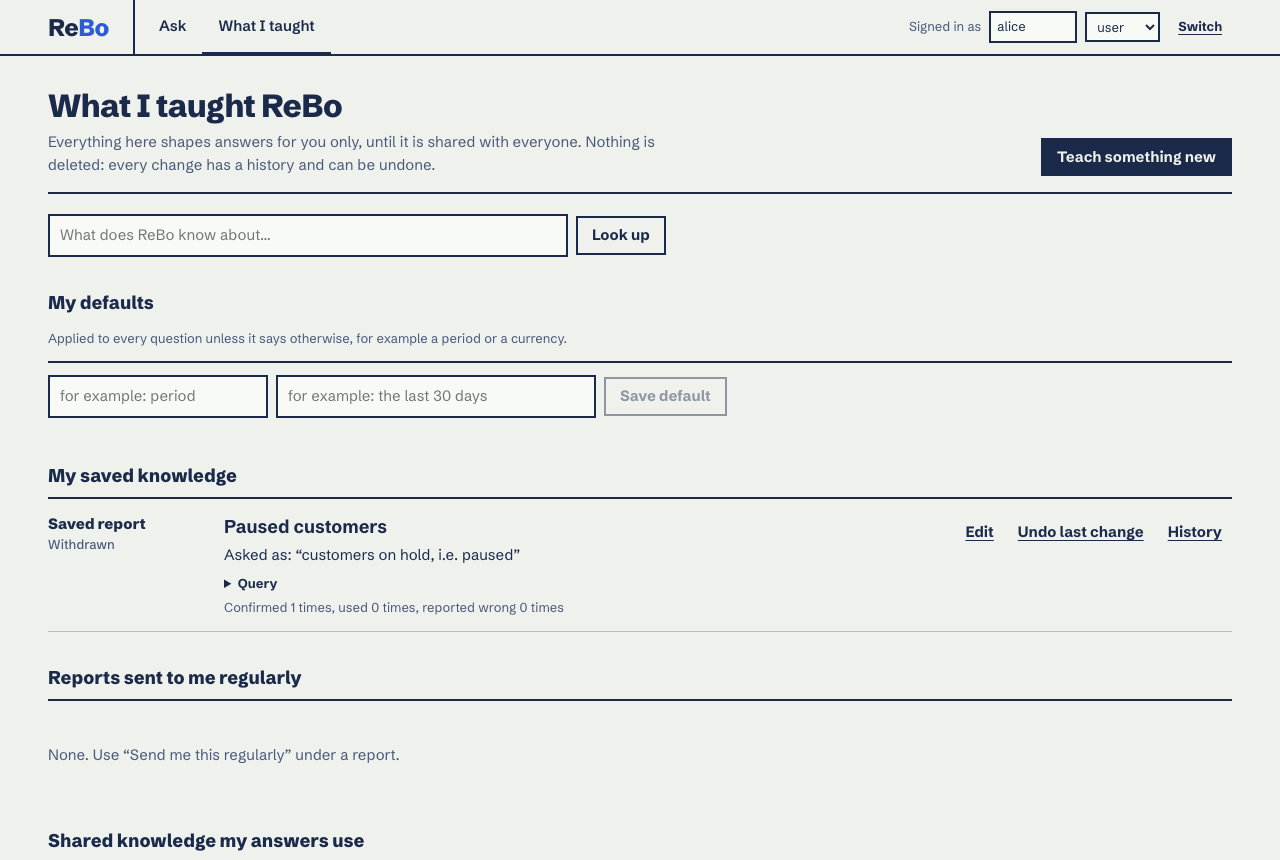 ReBo
Ask
What I taught
Signed in as
alice
user
Switch
What I taught ReBo
Everything here shapes answers for you only, until it is shared with everyone. Nothing is
deleted: every change has a history and can be undone.
Teach something new
What does ReBo know about...
Look up
My defaults
Applied to every question unless it says otherwise, for example a period or a currency.
for example: period
for example: the last 30 days
Save default
My saved knowledge
Saved report
Withdrawn
Paused customers
Asked as: “customers on hold, i.e. paused”
Query
Confirmed 1 times, used 0 times, reported wrong 0 times
Edit
Undo last change
History
Reports sent to me regularly
None. Use “Send me this regularly” under a report.
Shared knowledge my answers use